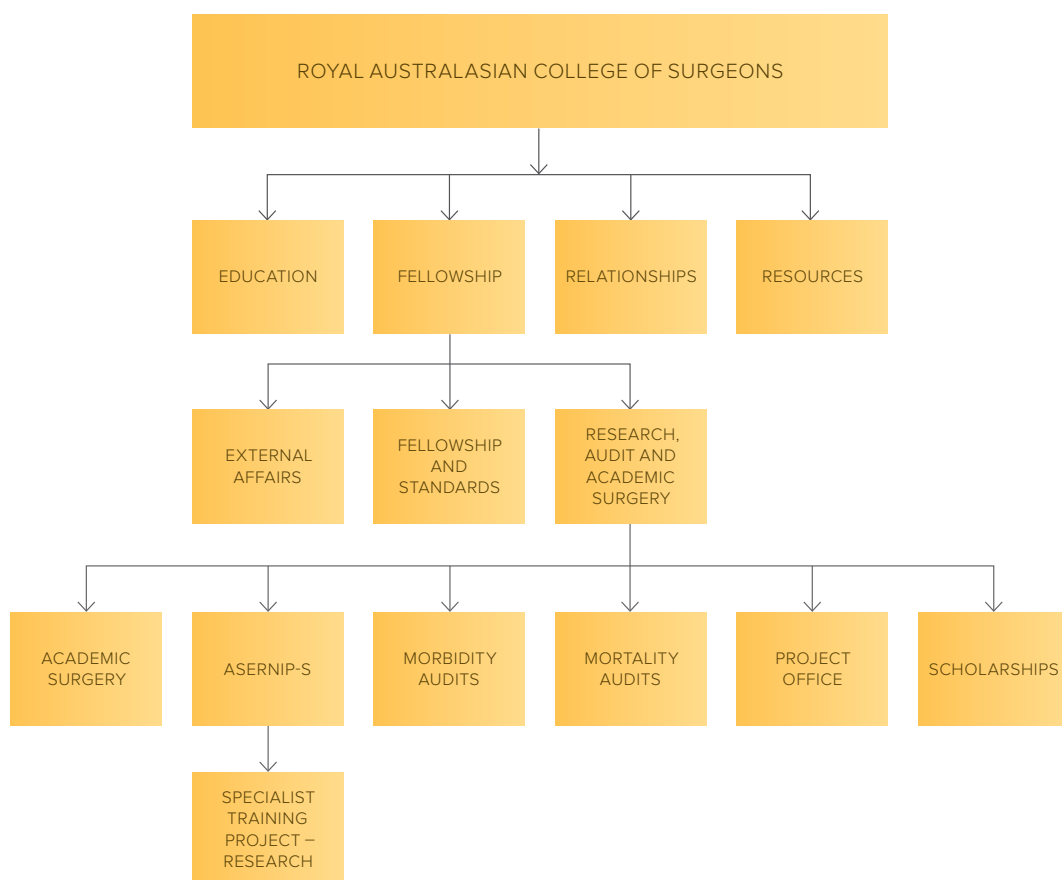 ROYAL AUSTRALASIAN COLLEGE OF SURGEONS
EDUCATION
FELLOWSHIP
RELATIONSHIPS
RESOURCES
EXTERNAL
AFFAIRS
FELLOWSHIP
AND
STANDARDS
RESEARCH,
AUDIT AND
ACADEMIC
SURGERY
ACADEMIC
SURGERY
ASERNIP-S
MORBIDITY
AUDITS
MORTALITY
AUDITS
PROJECT
OFFICE
SCHOLARSHIPS
SPECIALIST
TRAINING
PROJECT –
RESEARCH